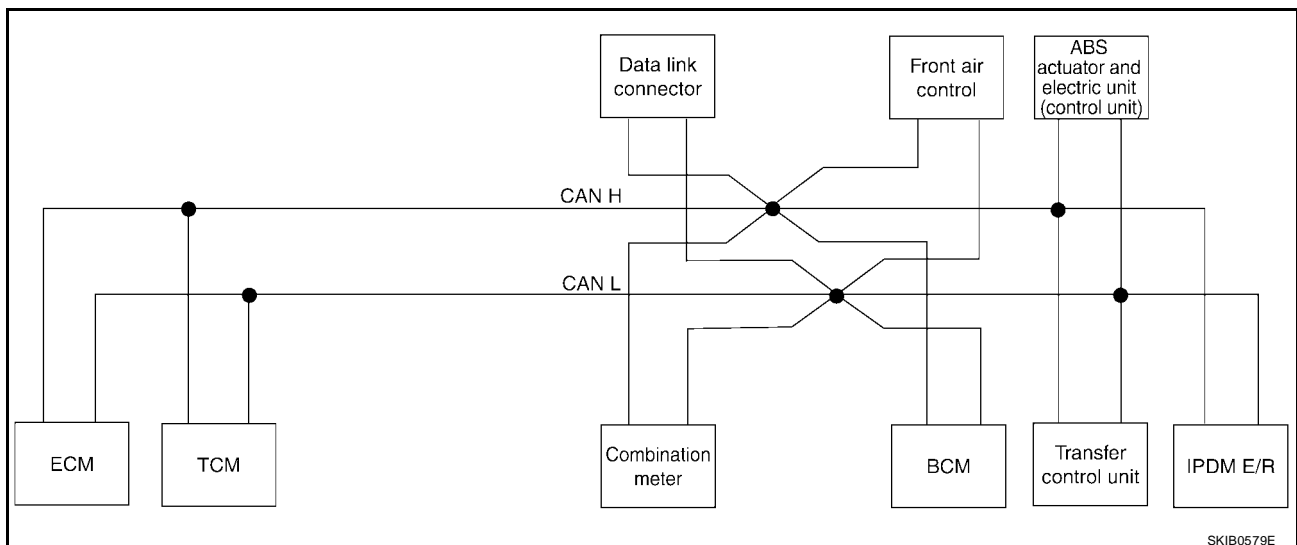 Data link
connector
Front air
control
ABS
actuator and
electric unit
(control unit)
CAN H
CAN L
ECM
TCM
Combination
meter
BCM
Transfer
control unit
IPDM E/R
SKIB0579E